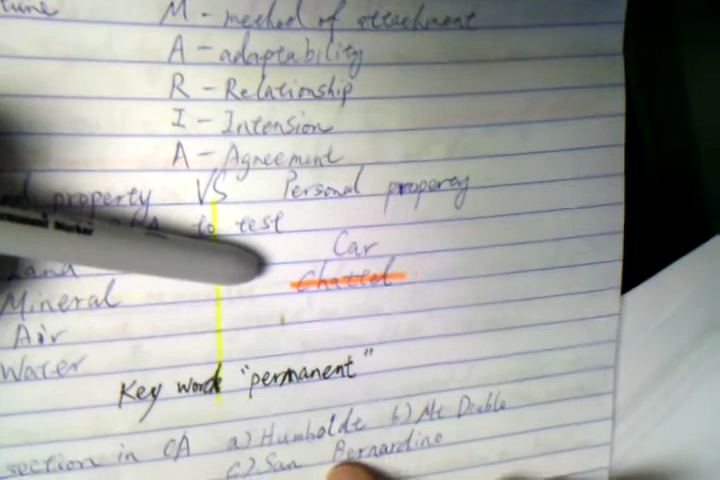 M - method of attachment
A - adaptability
R - Relationship
I - Intension
A - Agreement
property VS Personal property
to test
Car
Land
chattel
Mineral
Air
Water
Key word "permanent"
section in CA a) Humboldt b) Mt Diablo
c) San Bernardino